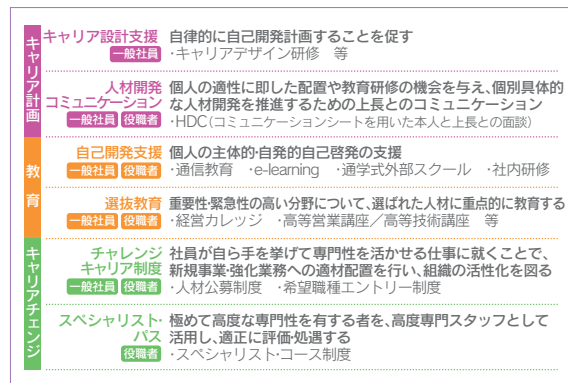 キャリア計画
キャリア設計支援 自律的に自己開発計画することを促す
一般社員 ・キャリアデザイン研修 等
人材開発 個人の適性に即した配置や教育研修の機会を与え、個別具体的
コミュニケーション な人材開発を推進するための上長とのコミュニケーション
一般社員 役職者 ・HDC(コミュニケーションシートを用いた本人と上長との面談)
教育
自己開発支援 個人の主体的・自発的自己啓発の支援
一般社員 役職者 ・通信教育 ・e-learning ・通学式外部スクール ・社内研修
選抜教育 重要性・緊急性の高い分野について、選ばれた人材に重点的に教育する
一般社員 役職者 ・経営カレッジ ・高等営業講座／高等技術講座 等
キャリアチェンジ
チャレンジ 社員が自ら手を挙げて専門性を活かせる仕事に就くことで、
キャリア制度 新規事業・強化業務への適材配置を行い、組織の活性化を図る
一般社員 役職者 ・人材公募制度 ・希望職種エントリー制度
スペシャリスト・ 極めて高度な専門性を有する者を、高度専門スタッフとして
パス 活用し、適正に評価・処遇する
役職者 ・スペシャリスト・コース制度